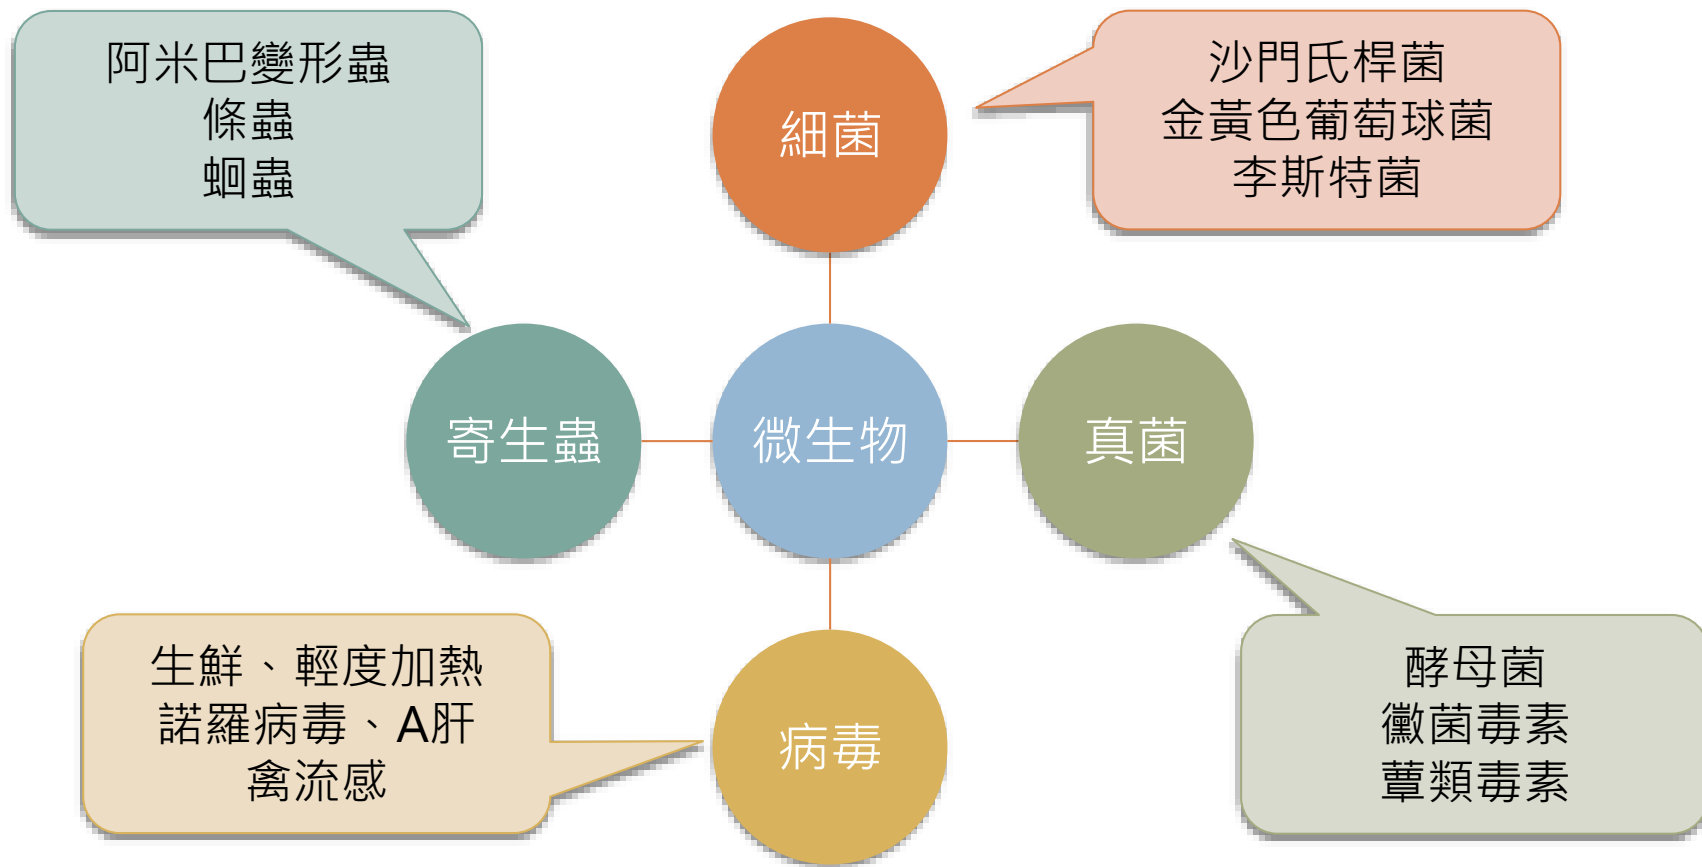 阿米巴變形蟲
條蟲
蛔蟲
細菌
沙門氏桿菌
金黃色葡萄球菌
李斯特菌
寄生蟲
微生物
真菌
生鮮、輕度加熱
諾羅病毒、A肝
禽流感
病毒
酵母菌
黴菌毒素
蕈類毒素